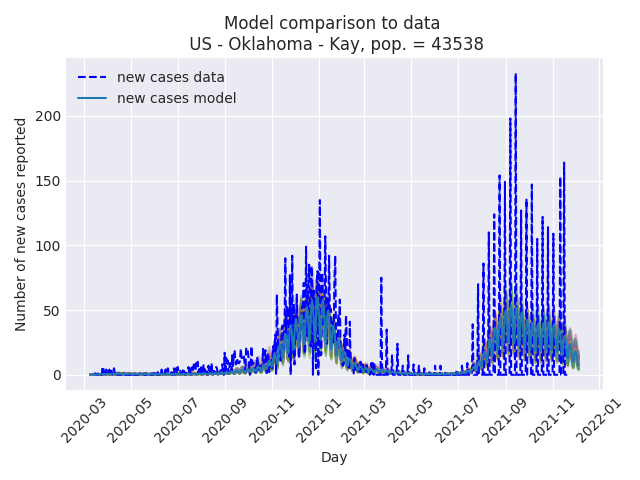 Model comparison to data
US - Oklahoma - Kay, pop. = 43538
new cases data
new cases model
Number of new cases reported
200
150
100
50
0
2020-03
2020-05
2020-07
2020-09
2020-11
2021-01
2021-03
2021-05
2021-07
2021-09
2021-11
2022-01
Day